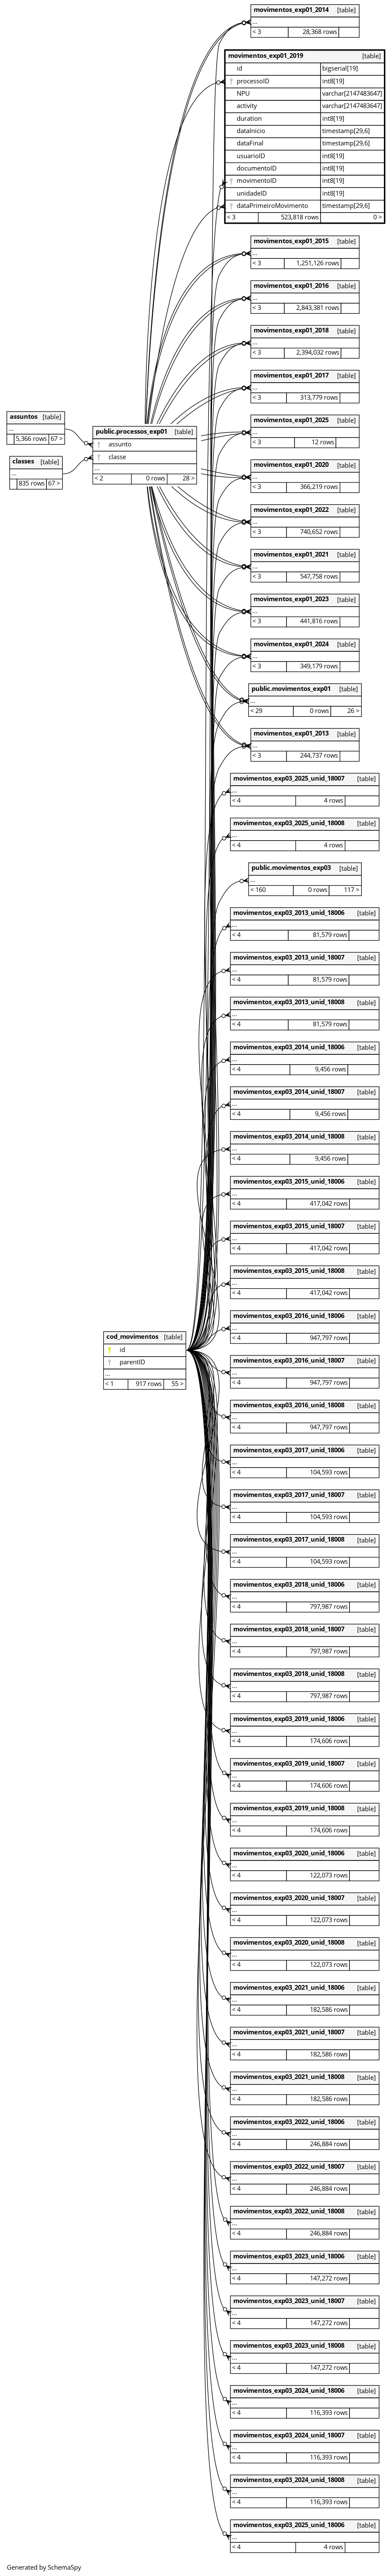 movimentos_exp01_2014 [table]
...
< 3 28,368 rows
movimentos_exp01_2019 [table]
id bigserial[19]
processoID int8[19]
NPU varchar[2147483647]
activity varchar[2147483647]
duration int8[19]
dataInicio timestamp[29,6]
dataFinal timestamp[29,6]
usuarioID int8[19]
documentoID int8[19]
movimentoID int8[19]
unidadeID int8[19]
dataPrimeiroMovimento timestamp[29,6]
< 3 523,818 rows 0 >
movimentos_exp01_2015 [table]
...
< 3 1,251,126 rows
movimentos_exp01_2016 [table]
...
< 3 2,843,381 rows
movimentos_exp01_2018 [table]
...
< 3 2,394,032 rows
movimentos_exp01_2017 [table]
...
< 3 313,779 rows
assuntos [table]
...
5,366 rows 67 >
classes [table]
...
835 rows 67 >
public.processos_exp01 [table]
assunto
classe
...
< 2 0 rows 28 >
movimentos_exp01_2025 [table]
...
< 3 12 rows
movimentos_exp01_2020 [table]
...
< 3 366,219 rows
movimentos_exp01_2022 [table]
...
< 3 740,652 rows
movimentos_exp01_2021 [table]
...
< 3 547,758 rows
movimentos_exp01_2023 [table]
...
< 3 441,816 rows
movimentos_exp01_2024 [table]
...
< 3 349,179 rows
public.movimentos_exp01 [table]
...
< 29 0 rows 26 >
movimentos_exp01_2013 [table]
...
< 3 244,737 rows
movimentos_exp03_2025_unid_18007 [table]
...
< 4 4 rows
movimentos_exp03_2025_unid_18008 [table]
...
< 4 4 rows
public.movimentos_exp03 [table]
...
< 160 0 rows 117 >
movimentos_exp03_2013_unid_18006 [table]
...
< 4 81,579 rows
movimentos_exp03_2013_unid_18007 [table]
...
< 4 81,579 rows
movimentos_exp03_2013_unid_18008 [table]
...
< 4 81,579 rows
movimentos_exp03_2014_unid_18006 [table]
...
< 4 9,456 rows
movimentos_exp03_2014_unid_18007 [table]
...
< 4 9,456 rows
movimentos_exp03_2014_unid_18008 [table]
...
< 4 9,456 rows
movimentos_exp03_2015_unid_18006 [table]
...
< 4 417,042 rows
movimentos_exp03_2015_unid_18007 [table]
...
< 4 417,042 rows
movimentos_exp03_2015_unid_18008 [table]
...
< 4 417,042 rows
cod_movimentos [table]
id
parentID
...
< 1 917 rows 55 >
movimentos_exp03_2016_unid_18006 [table]
...
< 4 947,797 rows
movimentos_exp03_2016_unid_18007 [table]
...
< 4 947,797 rows
movimentos_exp03_2016_unid_18008 [table]
...
< 4 947,797 rows
movimentos_exp03_2017_unid_18006 [table]
...
< 4 104,593 rows
movimentos_exp03_2017_unid_18007 [table]
...
< 4 104,593 rows
movimentos_exp03_2017_unid_18008 [table]
...
< 4 104,593 rows
movimentos_exp03_2018_unid_18006 [table]
...
< 4 797,987 rows
movimentos_exp03_2018_unid_18007 [table]
...
< 4 797,987 rows
movimentos_exp03_2018_unid_18008 [table]
...
< 4 797,987 rows
movimentos_exp03_2019_unid_18006 [table]
...
< 4 174,606 rows
movimentos_exp03_2019_unid_18007 [table]
...
< 4 174,606 rows
movimentos_exp03_2019_unid_18008 [table]
...
< 4 174,606 rows
movimentos_exp03_2020_unid_18006 [table]
...
< 4 122,073 rows
movimentos_exp03_2020_unid_18007 [table]
...
< 4 122,073 rows
movimentos_exp03_2020_unid_18008 [table]
...
< 4 122,073 rows
movimentos_exp03_2021_unid_18006 [table]
...
< 4 182,586 rows
movimentos_exp03_2021_unid_18007 [table]
...
< 4 182,586 rows
movimentos_exp03_2021_unid_18008 [table]
...
< 4 182,586 rows
movimentos_exp03_2022_unid_18006 [table]
...
< 4 246,884 rows
movimentos_exp03_2022_unid_18007 [table]
...
< 4 246,884 rows
movimentos_exp03_2022_unid_18008 [table]
...
< 4 246,884 rows
movimentos_exp03_2023_unid_18006 [table]
...
< 4 147,272 rows
movimentos_exp03_2023_unid_18007 [table]
...
< 4 147,272 rows
movimentos_exp03_2023_unid_18008 [table]
...
< 4 147,272 rows
movimentos_exp03_2024_unid_18006 [table]
...
< 4 116,393 rows
movimentos_exp03_2024_unid_18007 [table]
...
< 4 116,393 rows
movimentos_exp03_2024_unid_18008 [table]
...
< 4 116,393 rows
movimentos_exp03_2025_unid_18006 [table]
...
< 4 4 rows
Generated by SchemaSpy